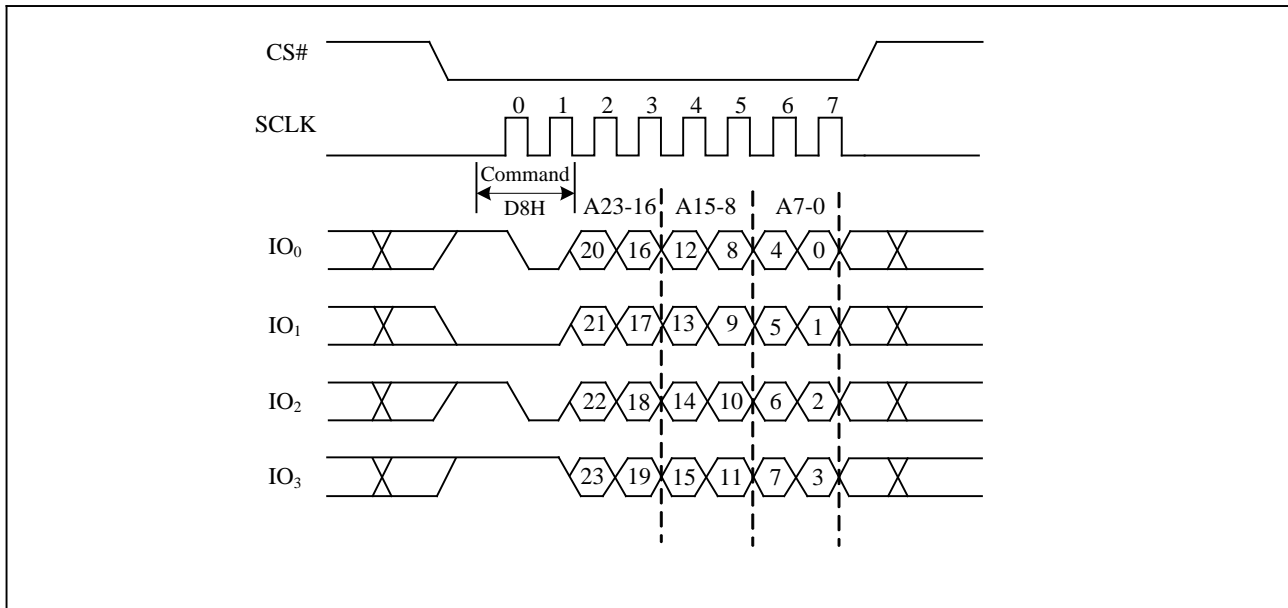 CS#
0 1 2 3 4 5 6 7
SCLK
Command
D8H
A23-16 A15-8 A7-0
IO0 20 16 12 8 4 0
IO1 21 17 13 9 5 1
IO2 22 18 14 10 6 2
IO3 23 19 15 11 7 3